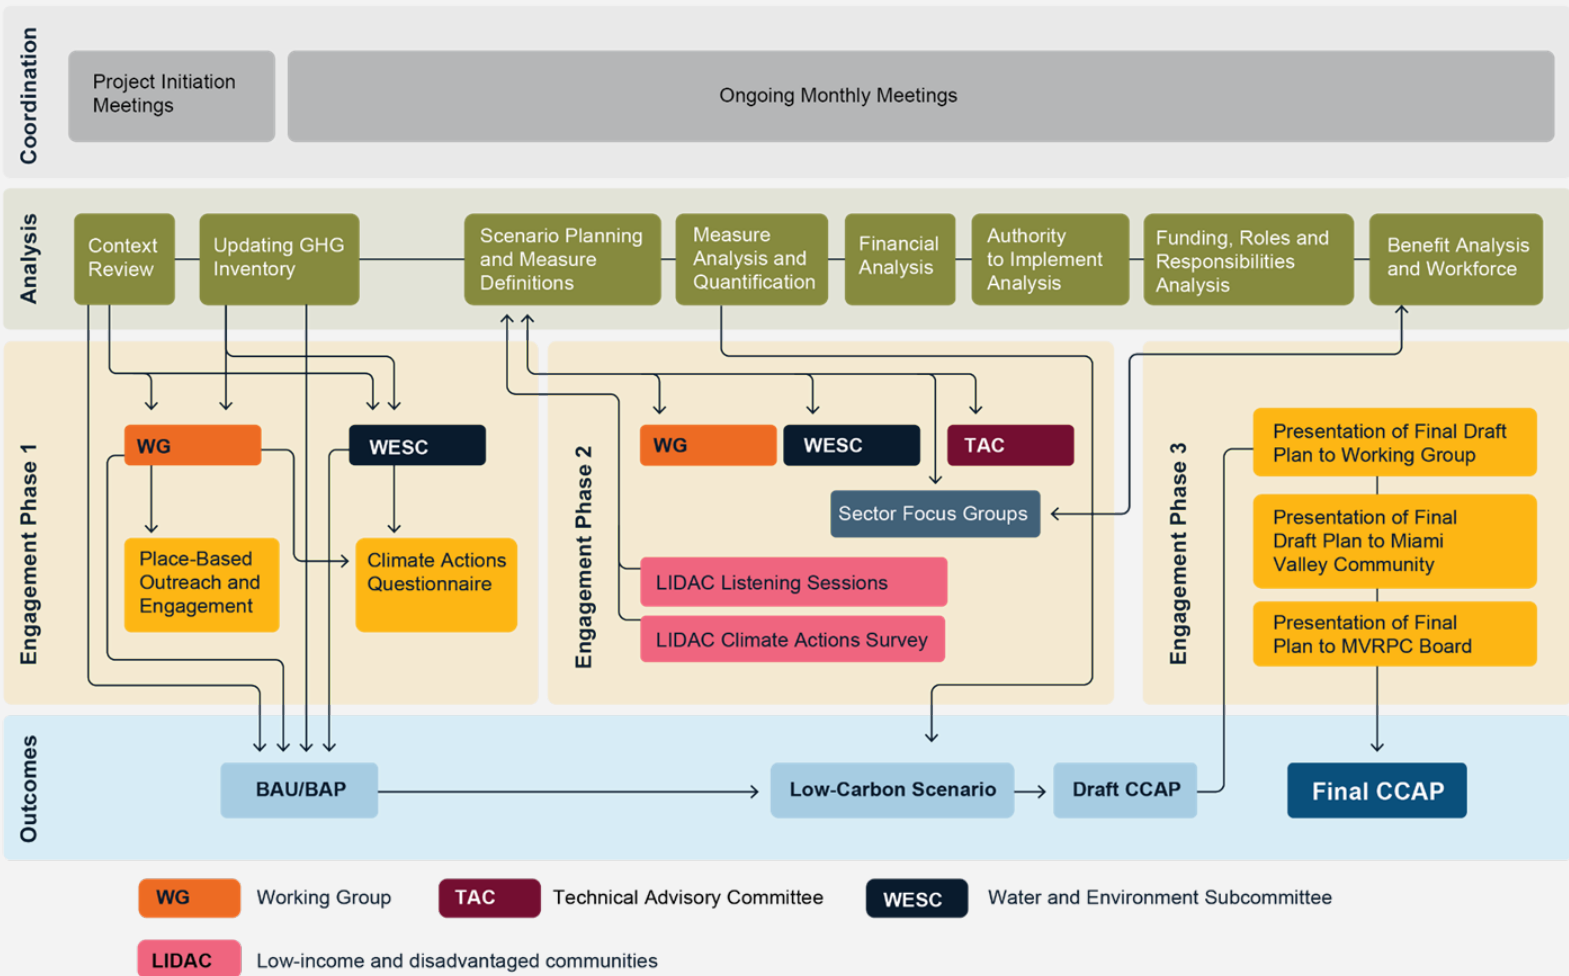 Coordination
Project Initiation
Meetings
Ongoing Monthly Meetings
Analysis
Context
Review
Updating GHG
Inventory
Scenario Planning
and Measure
Definitions
Measure
Analysis and
Quantification
Financial
Analysis
Authority
to Implement
Analysis
Funding, Roles and
Responsibilities
Analysis
Benefit Analysis
and Workforce
Engagement Phase 1
WG
WESC
Place-Based
Outreach and
Engagement
Climate Actions
Questionnaire
Engagement Phase 2
WG
WESC
TAC
Sector Focus Groups
LIDAC Listening Sessions
LIDAC Climate Actions Survey
Engagement Phase 3
Presentation of Final Draft
Plan to Working Group
Presentation of Final
Draft Plan to Miami
Valley Community
Presentation of Final
Plan to MVRPC Board
Outcomes
BAU/BAP
Low-Carbon Scenario
Draft CCAP
Final CCAP
WG
Working Group
TAC
Technical Advisory Committee
WESC
Water and Environment Subcommittee
LIDAC
Low-income and disadvantaged communities